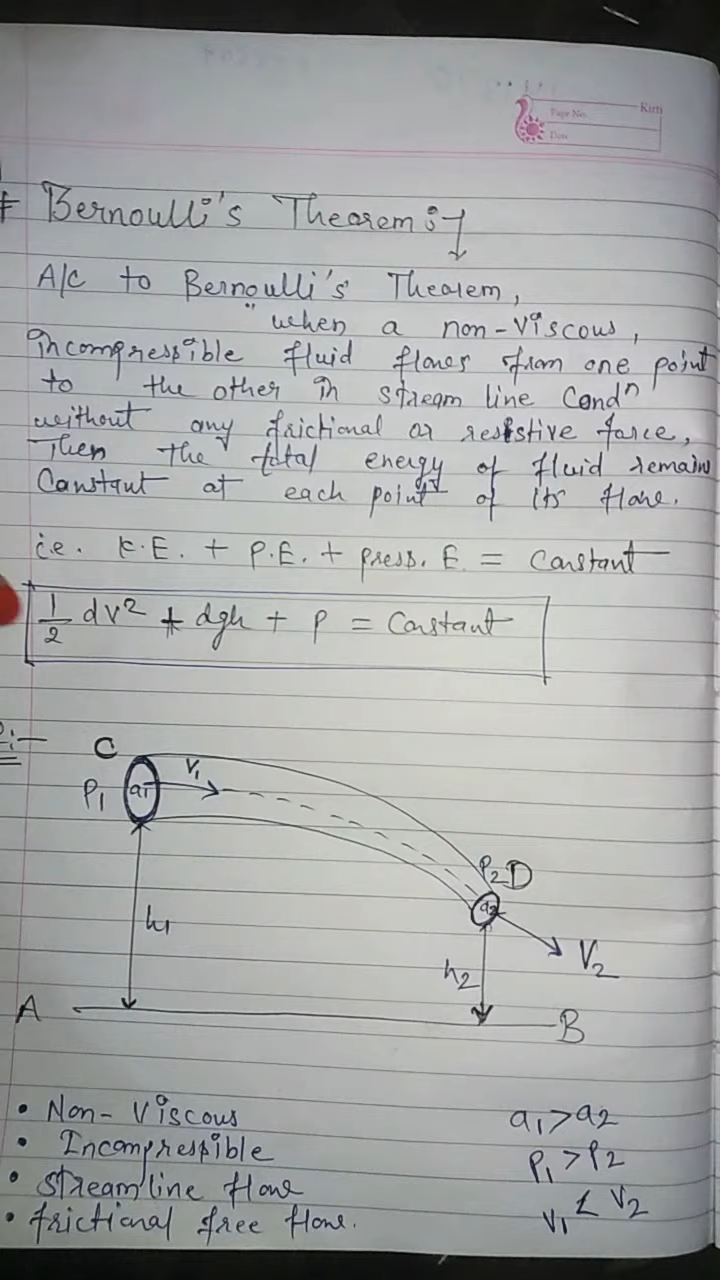 Kirti
Page No.
Date
# Bernoulli's Theorem :-
A/C to Bernoulli's Theorem,
"when a non-viscous,
incompressible fluid flows from one point
to the other in stream line Condⁿ
without any frictional or resistive force,
Then the total energy of fluid remain
Constant at each point of its flow.
i.e. K.E. + P.E. + press. E. = Constant
1/2 dv² + dgh + P = Constant
C
P₁ a₁ V₁
P₂ D
a₂
h₁
V₂
h₂
A
B
• Non-Viscous
a₁ > a₂
• Incompressible
P₁ > P₂
• streamline flow
V₁ < V₂
• frictional free flow.